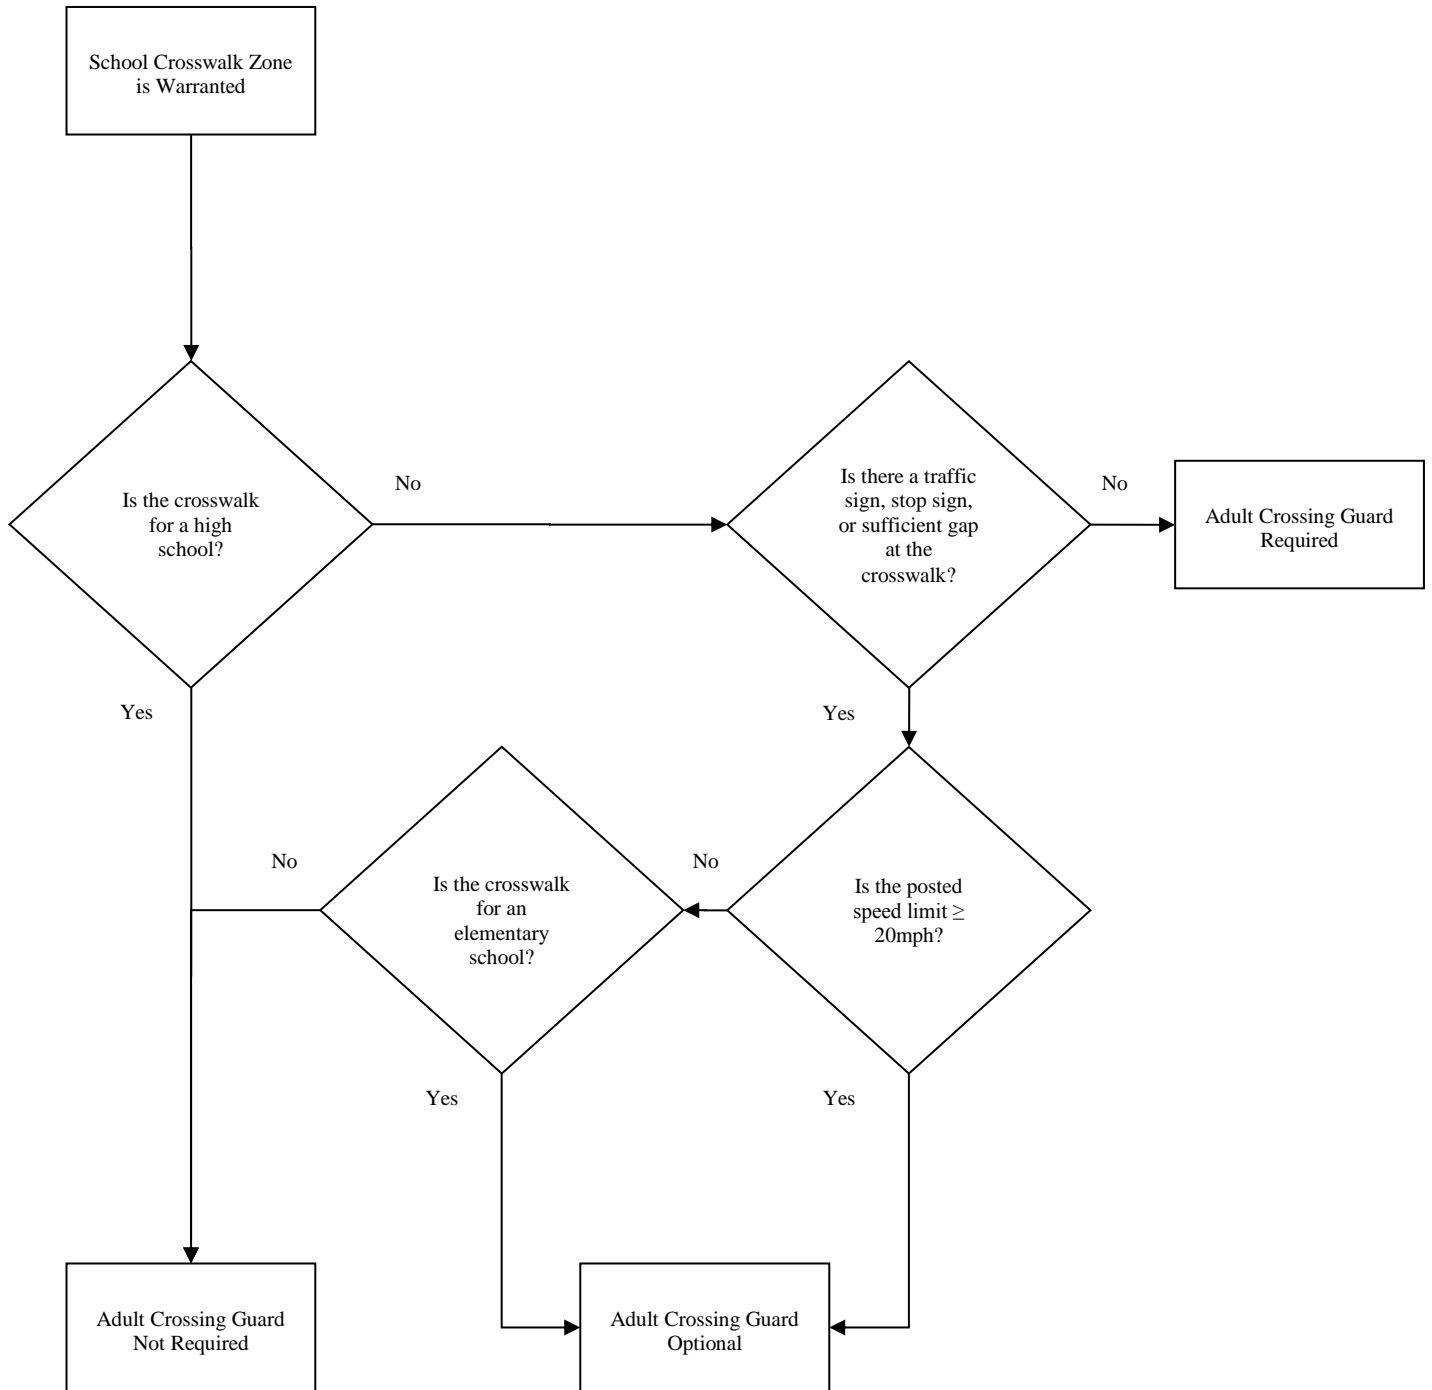 School Crosswalk Zone
is Warranted
Is the crosswalk
for a high
school?
No
Is there a traffic
sign, stop sign,
or sufficient gap
at the
crosswalk?
No
Adult Crossing Guard
Required
Yes
Yes
No
Is the crosswalk
for an
elementary
school?
No
Is the posted
speed limit ≥
20mph?
Yes
Yes
Adult Crossing Guard
Not Required
Adult Crossing Guard
Optional